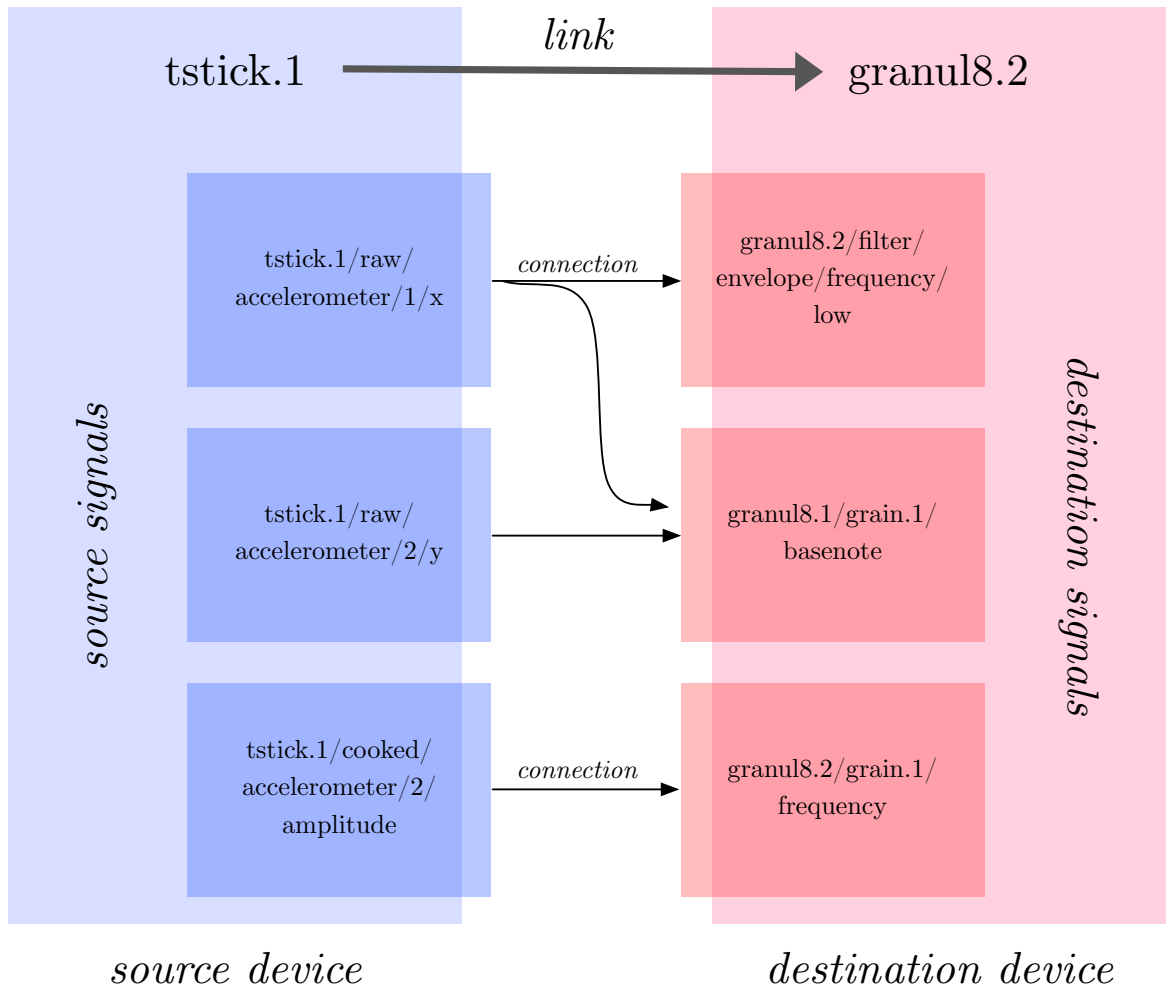 link
tstick.1
granul8.2
tstick.1/raw/
accelerometer/1/x
connection
granul8.2/filter/
envelope/frequency/
low
source signals
tstick.1/raw/
accelerometer/2/y
granul8.1/grain.1/
basenote
destination signals
tstick.1/cooked/
accelerometer/2/
amplitude
connection
granul8.2/grain.1/
frequency
source device
destination device